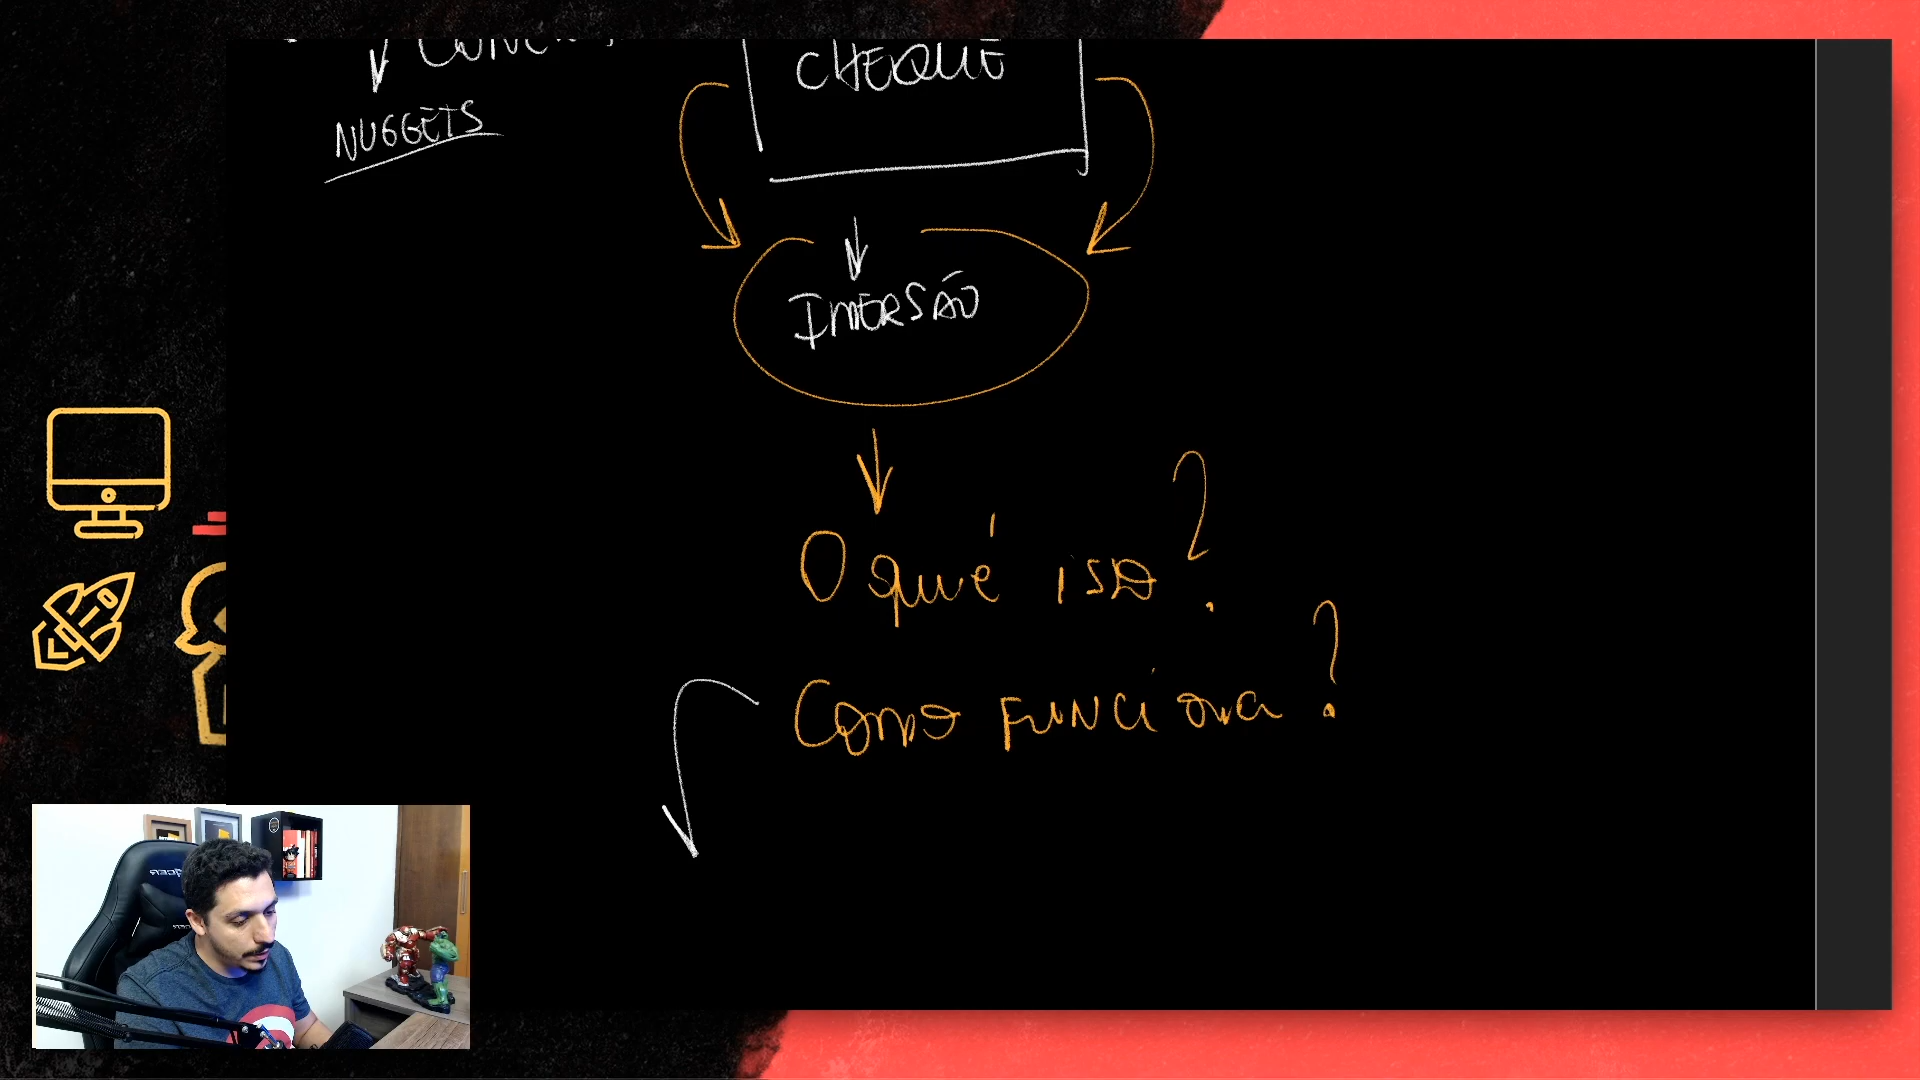 CHEQUE
NUGGETS
IMERSÃO
O que é isso?
Como FUNCIONA?